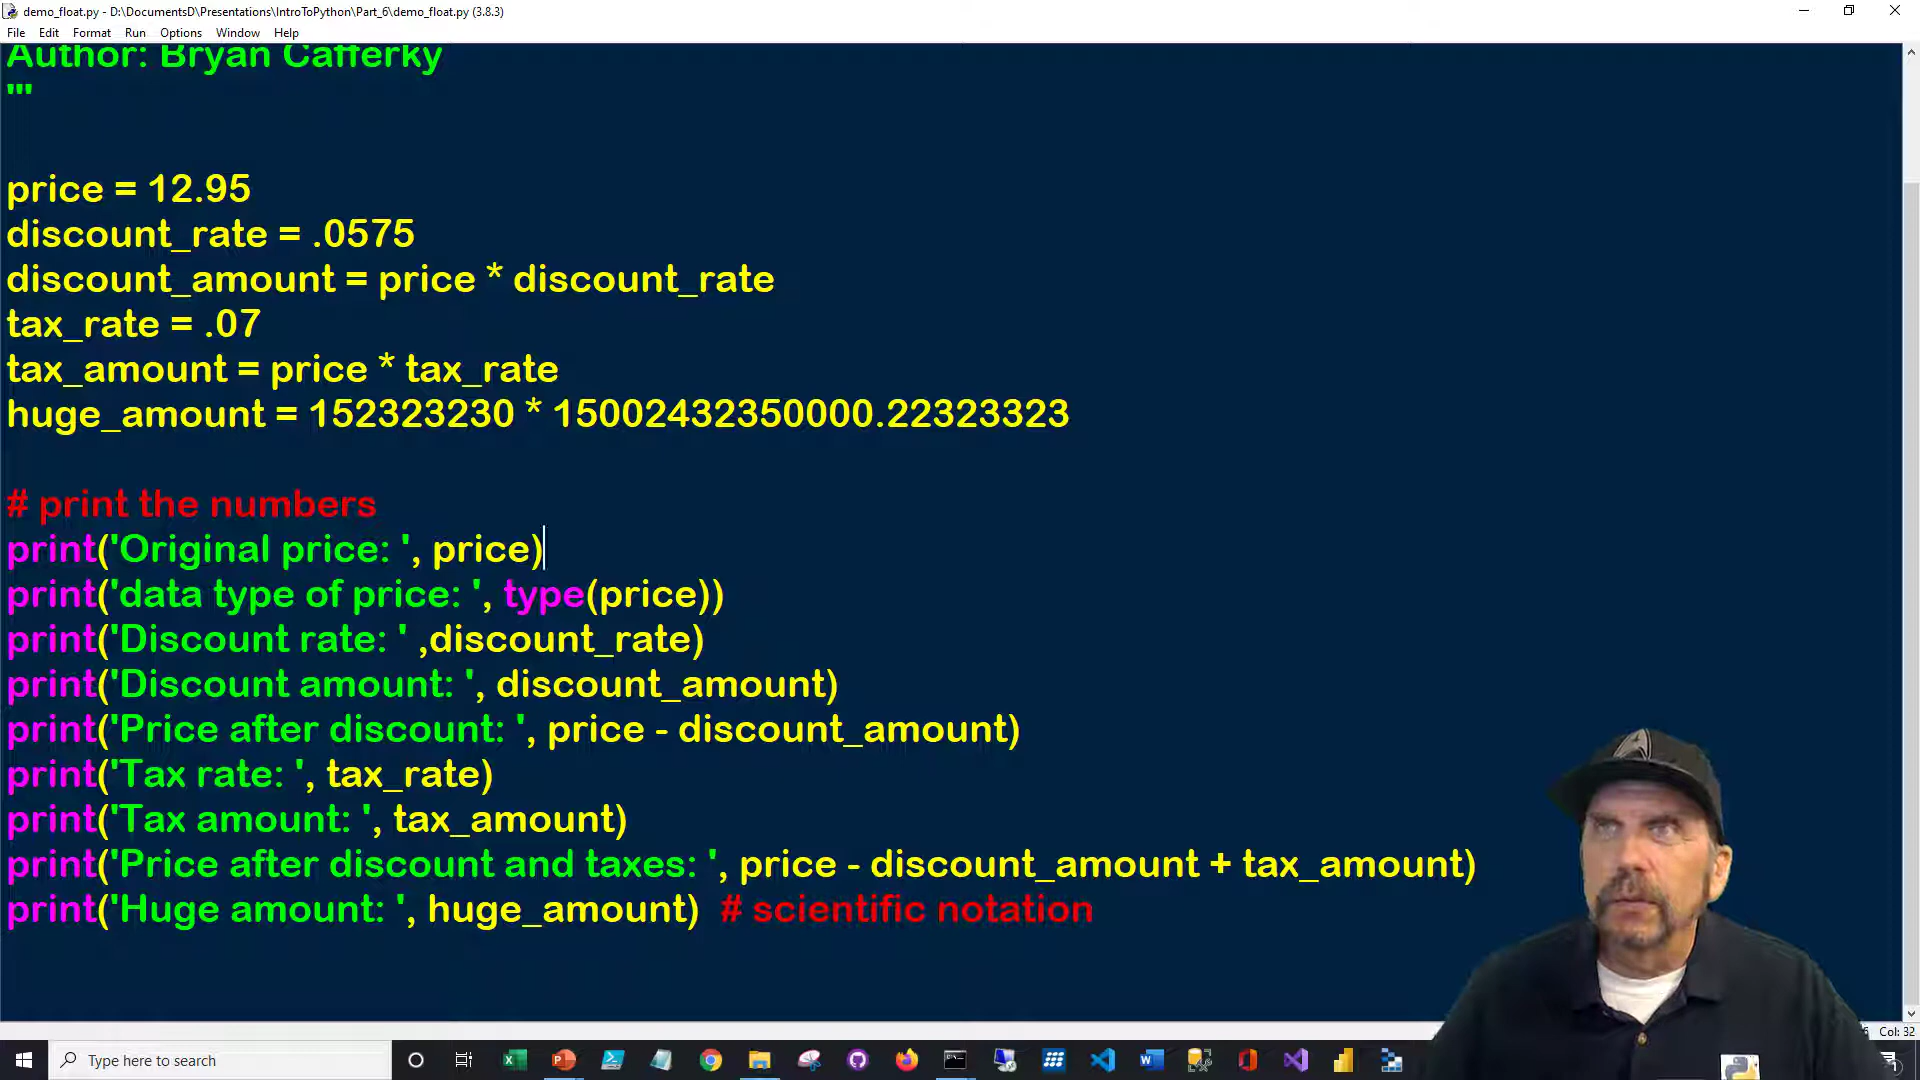 demo_float.py - D:\DocumentsD\Presentations\IntroToPython\Part_6\demo_float.py (3.8.3)
File Edit Format Run Options Window Help
Author: Bryan Cafferky
'''
price = 12.95
discount_rate = .0575
discount_amount = price * discount_rate
tax_rate = .07
tax_amount = price * tax_rate
huge_amount = 152323230 * 15002432350000.22323323
# print the numbers
print('Original price: ', price)
print('data type of price: ', type(price))
print('Discount rate: ' ,discount_rate)
print('Discount amount: ', discount_amount)
print('Price after discount: ', price - discount_amount)
print('Tax rate: ', tax_rate)
print('Tax amount: ', tax_amount)
print('Price after discount and taxes: ', price - discount_amount + tax_amount)
print('Huge amount: ', huge_amount)  # scientific notation
Col: 32
Type here to search